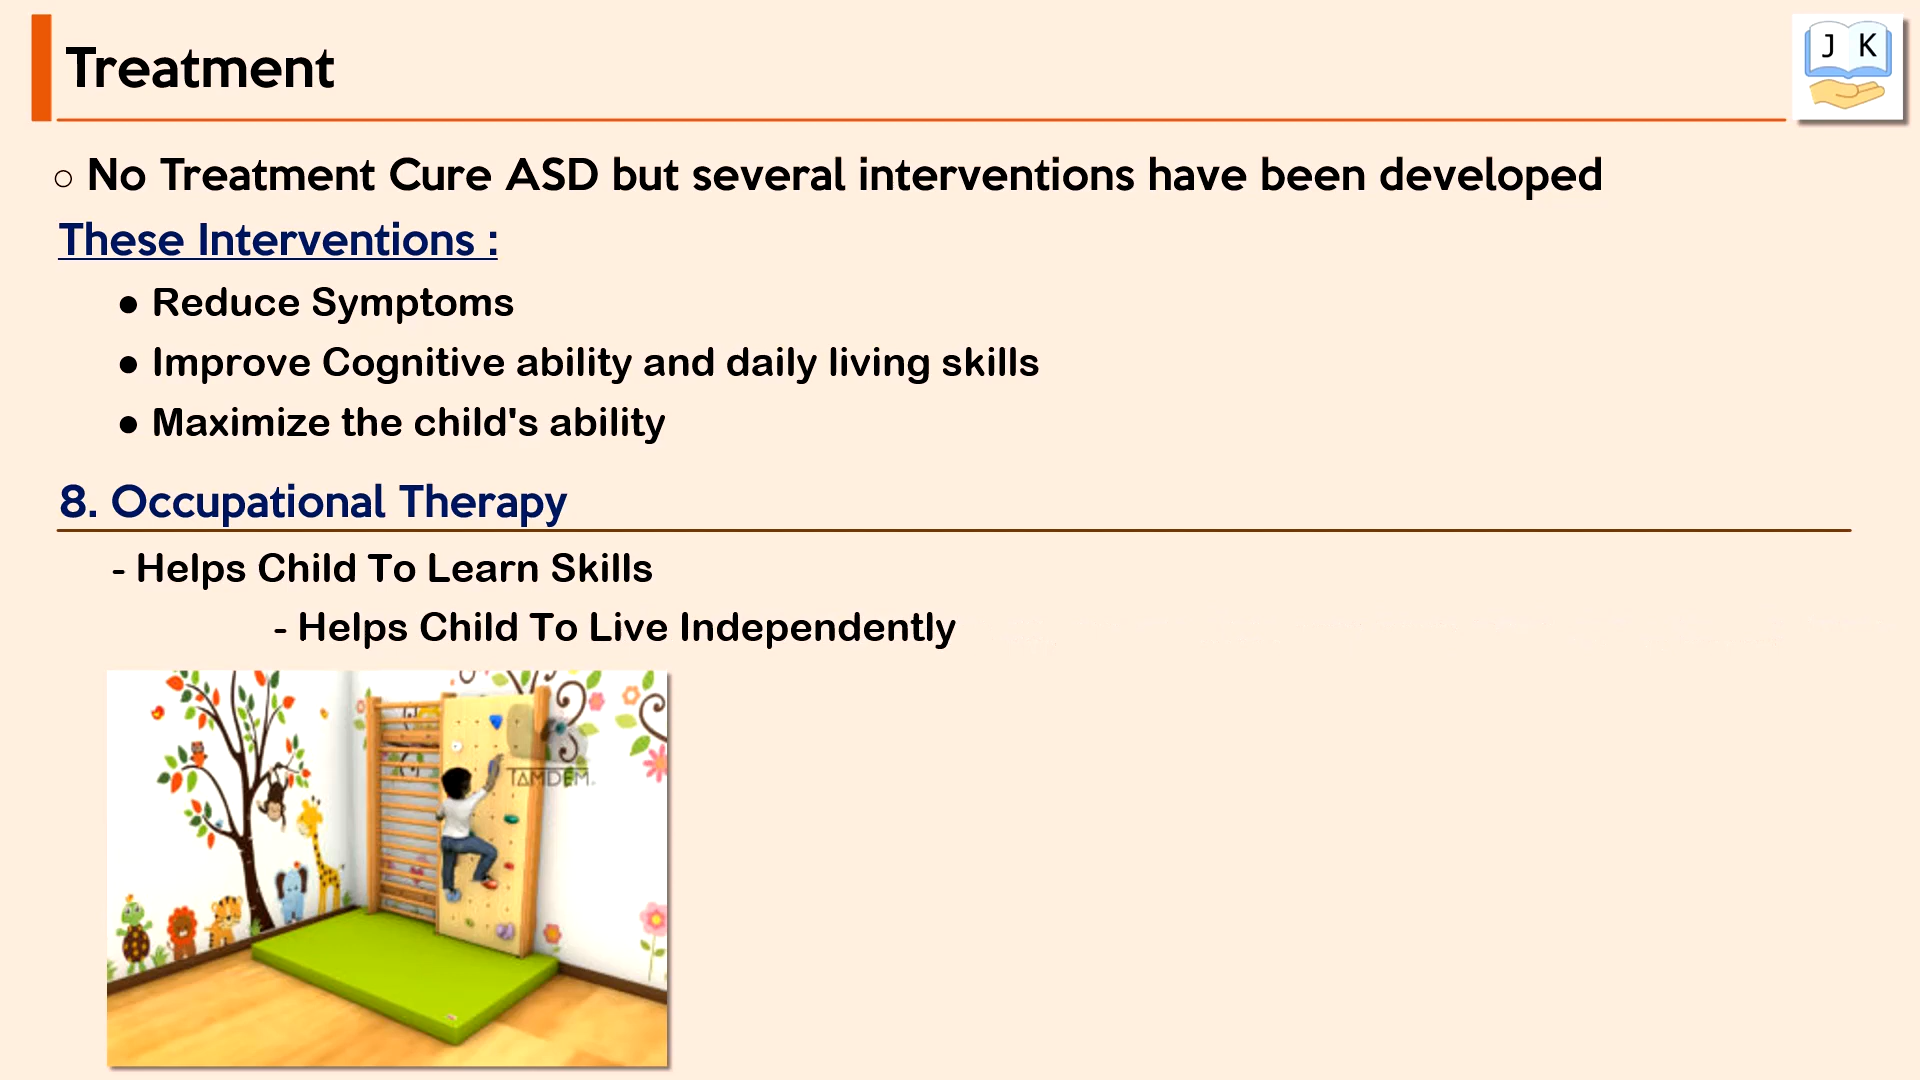 Treatment
J K
○ No Treatment Cure ASD but several interventions have been developed
These Interventions :
● Reduce Symptoms
● Improve Cognitive ability and daily living skills
● Maximize the child's ability
8. Occupational Therapy
- Helps Child To Learn Skills
- Helps Child To Live Independently
TAMDEM